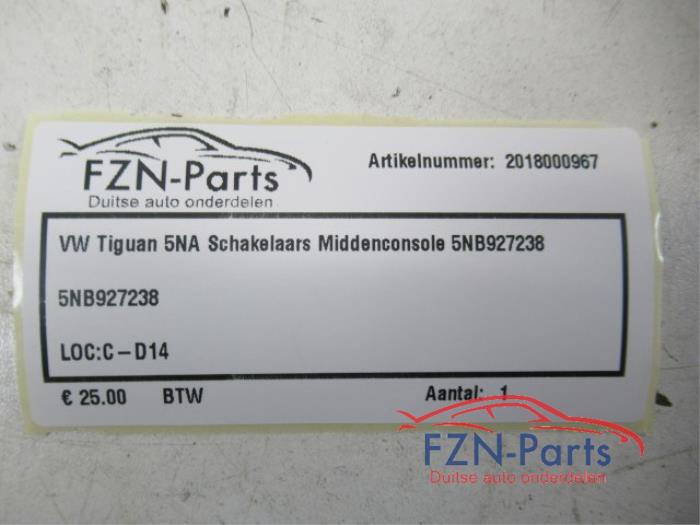 FZN-Parts
Duitse auto onderdelen
Artikelnummer: 2018000967
VW Tiguan 5NA Schakelaars Middenconsole 5NB927238
5NB927238
LOC:C-D14
€ 25.00 BTW Aantal: 1
FZN-Parts
Duitse auto onderdelen